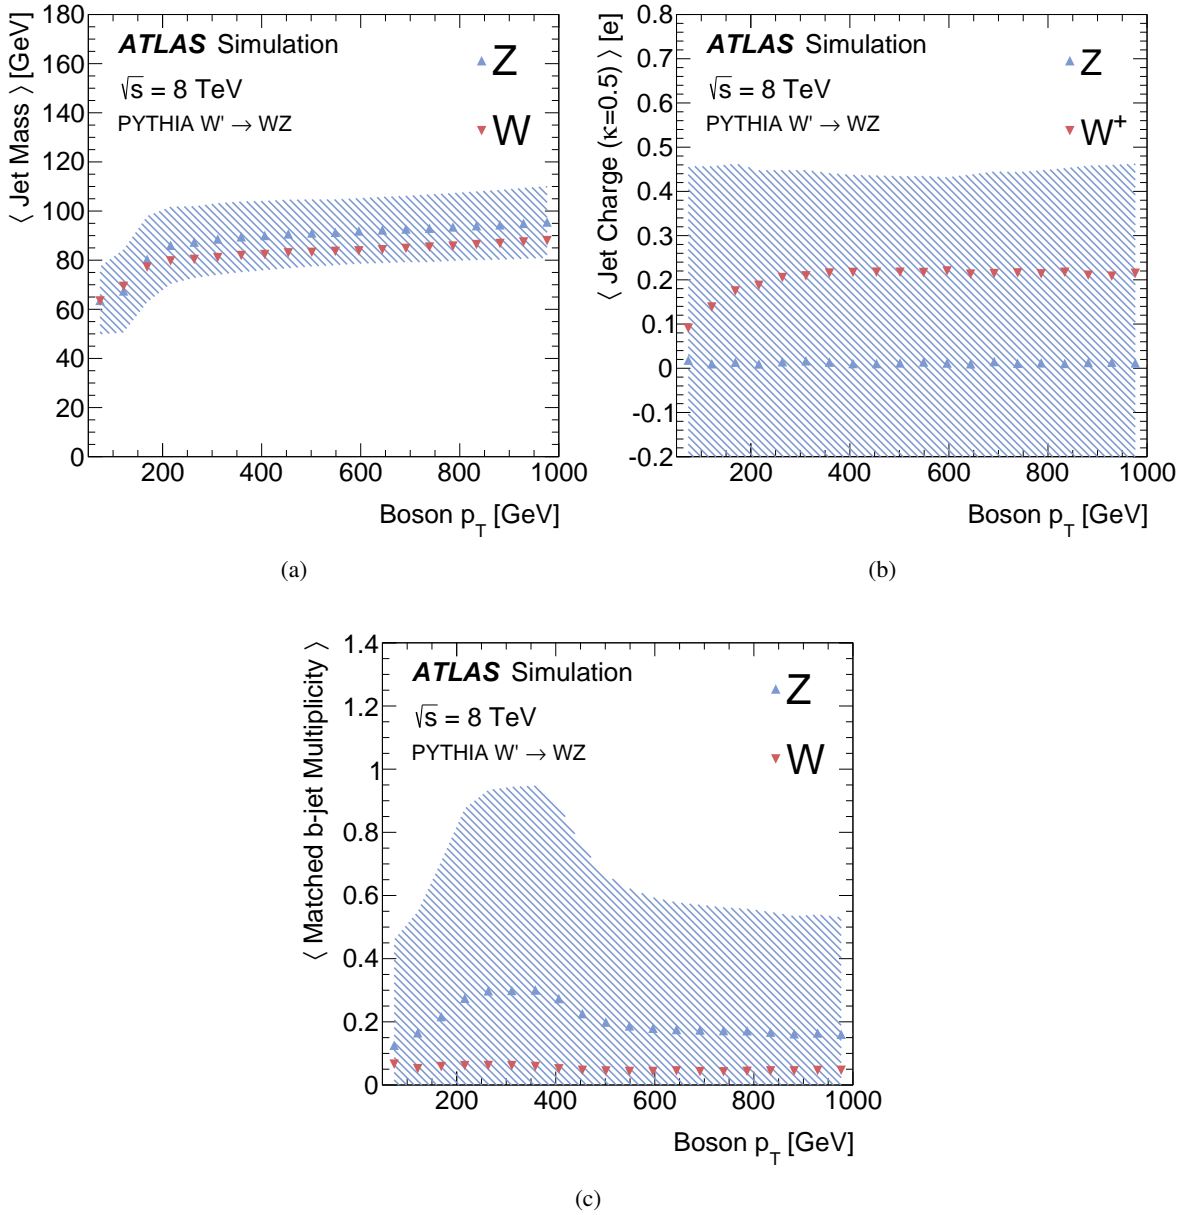 ⟨ Jet Mass ⟩ [GeV]
180
160
140
120
100
80
60
40
20
0
ATLAS Simulation
√s = 8 TeV
PYTHIA W' → WZ
Z
W
200 400 600 800 1000
Boson p_T [GeV]
(a)
⟨ Jet Charge (κ=0.5) ⟩ [e]
0.8
0.7
0.6
0.5
0.4
0.3
0.2
0.1
0
-0.1
-0.2
ATLAS Simulation
√s = 8 TeV
PYTHIA W' → WZ
Z
W⁺
200 400 600 800 1000
Boson p_T [GeV]
(b)
⟨ Matched b-jet Multiplicity ⟩
1.4
1.2
1
0.8
0.6
0.4
0.2
0
ATLAS Simulation
√s = 8 TeV
PYTHIA W' → WZ
Z
W
200 400 600 800 1000
Boson p_T [GeV]
(c)